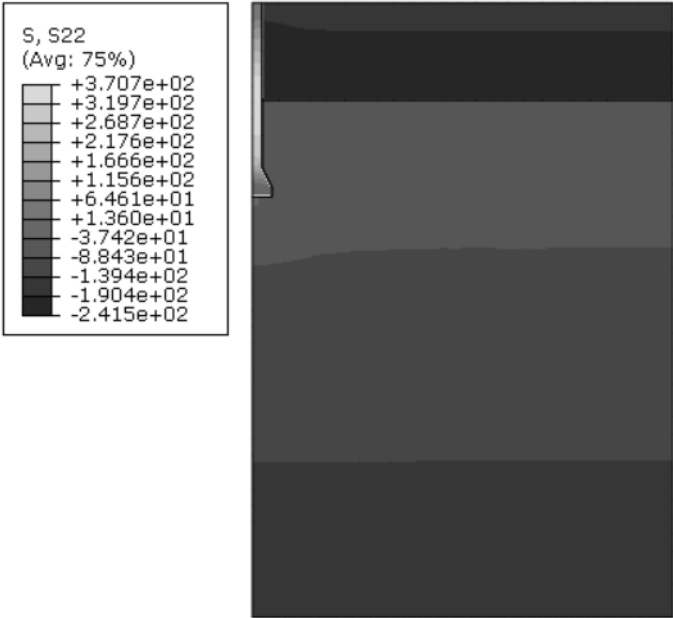 S, S22
(Avg: 75%)
+3.707e+02
+3.197e+02
+2.687e+02
+2.176e+02
+1.666e+02
+1.156e+02
+6.461e+01
+1.360e+01
-3.742e+01
-8.843e+01
-1.394e+02
-1.904e+02
-2.415e+02